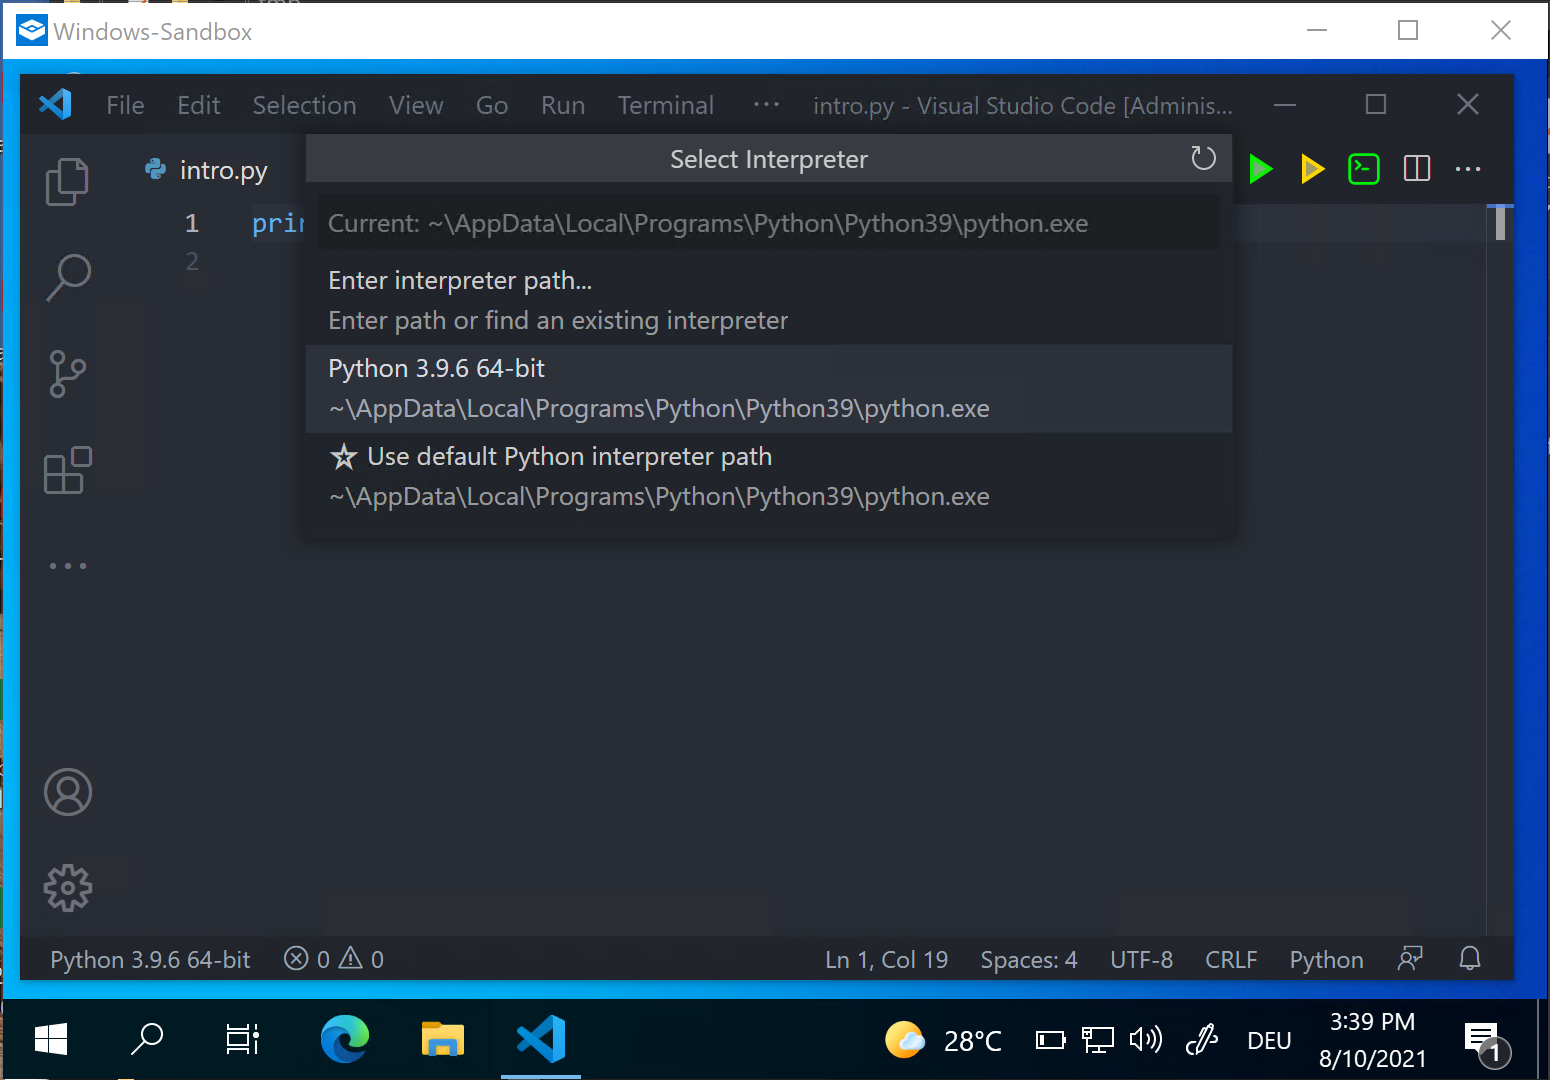 Windows-Sandbox
File Edit Selection View Go Run Terminal ··· intro.py - Visual Studio Code [Adminis...
intro.py
Select Interpreter
1 prin
Current: ~\AppData\Local\Programs\Python\Python39\python.exe
2
Enter interpreter path...
Enter path or find an existing interpreter
Python 3.9.6 64-bit
~\AppData\Local\Programs\Python\Python39\python.exe
Use default Python interpreter path
~\AppData\Local\Programs\Python\Python39\python.exe
Python 3.9.6 64-bit 0 0 Ln 1, Col 19 Spaces: 4 UTF-8 CRLF Python
28°C DEU 3:39 PM
8/10/2021
1